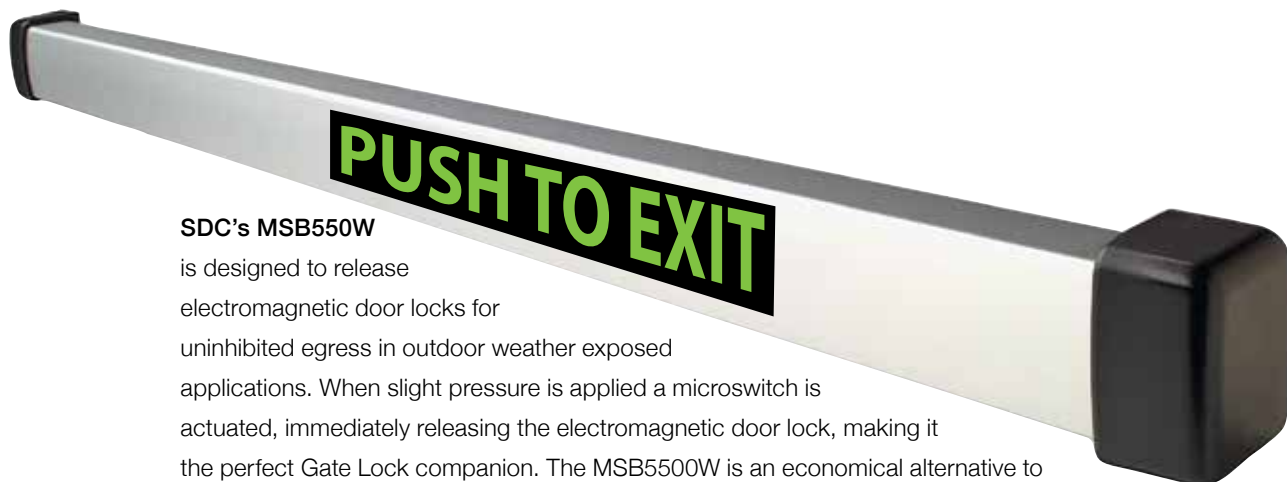 PUSH TO EXIT
SDC's MSB550W
is designed to release
electromagnetic door locks for
uninhibited egress in outdoor weather exposed
applications. When slight pressure is applied a microswitch is
actuated, immediately releasing the electromagnetic door lock, making it
the perfect Gate Lock companion. The MSB5500W is an economical alternative to